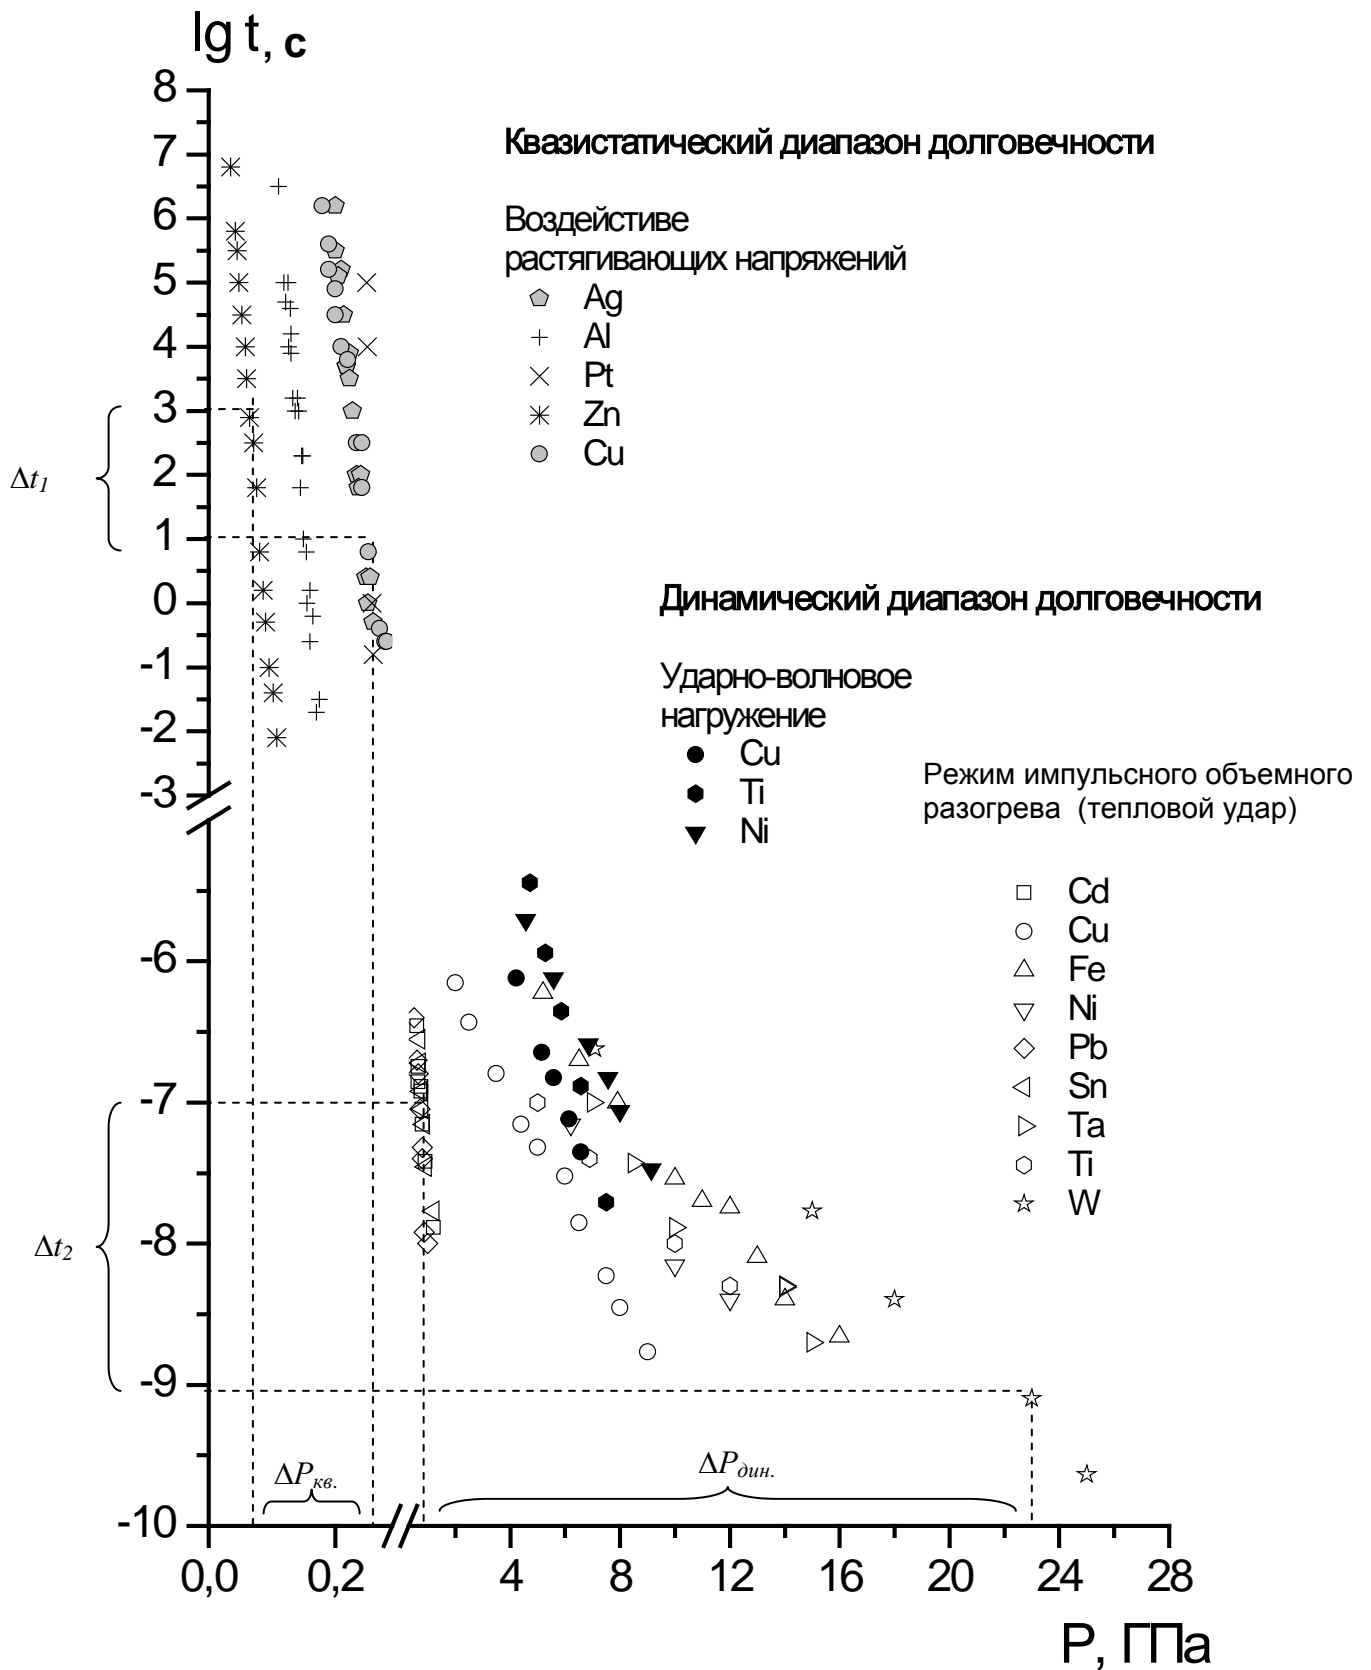 lg t, с
8
7
6
5
4
3
2
1
0
-1
-2
-3
-6
-7
-8
-9
-10
Δt1
Δt2
Квазистатический диапазон долговечности
Воздейстиве
растягивающих напряжений
Ag
Al
Pt
Zn
Cu
Динамический диапазон долговечности
Ударно-волновое
нагружение
Cu
Ti
Ni
Режим импульсного объемного
разогрева (тепловой удар)
Cd
Cu
Fe
Ni
Pb
Sn
Ta
Ti
W
ΔPкв.
ΔPдин.
0,0 0,2 4 8 12 16 20 24 28
P, ГПа